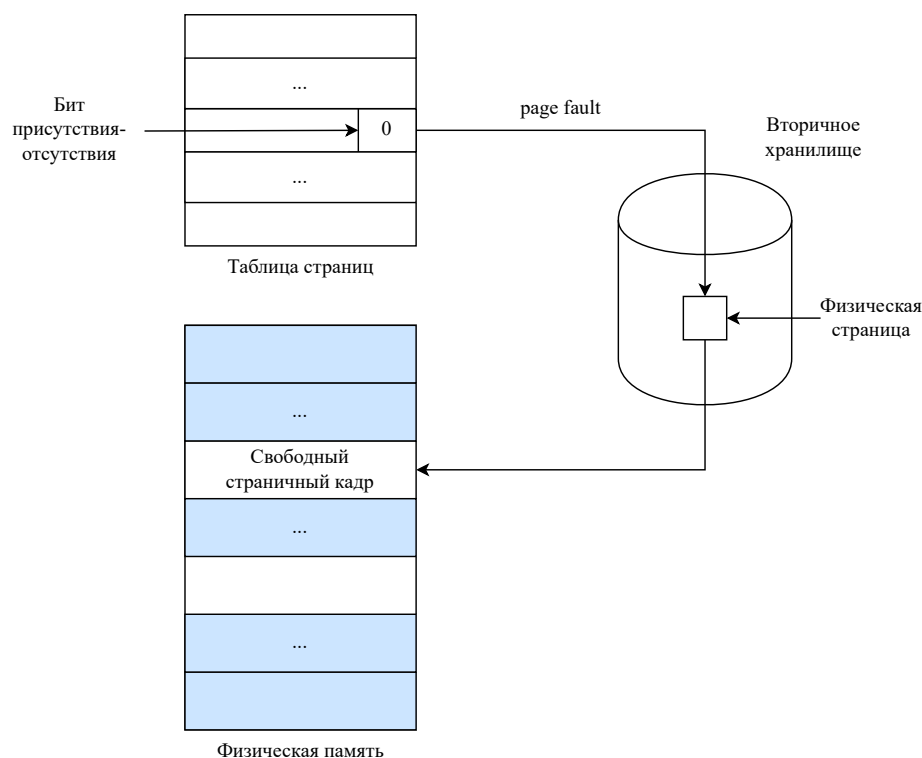 ...
Бит
присутствия-
отсутствия
0
page fault
Вторичное
хранилище
...
Таблица страниц
Физическая
страница
...
Свободный
страничный кадр
...
...
Физическая память